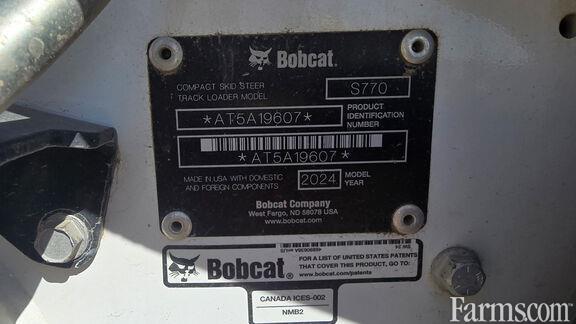 Bobcat.
COMPACT SKID STEER
TRACK LOADER MODEL
S770
*AT5A19607*
PRODUCT
IDENTIFICATION
NUMBER
*AT5A19607*
MADE IN USA WITH DOMESTIC
AND FOREIGN COMPONENTS
2024
MODEL
YEAR
Bobcat Company
West Fargo, ND 58078 USA
www.bobcat.com
Bobcat®
FOR A LIST OF UNITED STATES PATENTS
THAT COVER THIS PRODUCT, GO TO:
www.bobcat.com/patents
CANADA ICES-002
NMB2
Farms.com